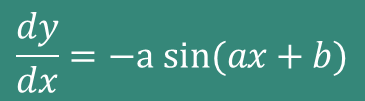 dy/dx = −a sin(ax + b)